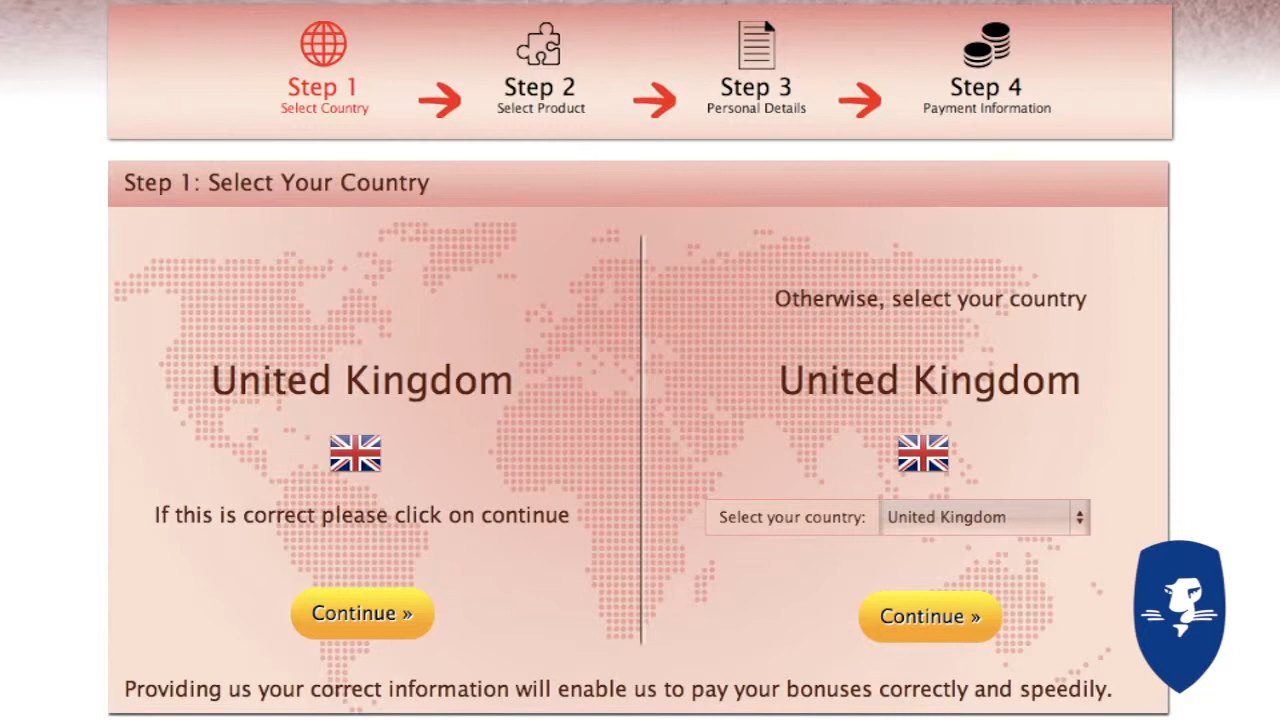 Step 1
Select Country
Step 2
Select Product
Step 3
Personal Details
Step 4
Payment Information
Step 1: Select Your Country
United Kingdom
If this is correct please click on continue
Continue »
Otherwise, select your country
United Kingdom
Select your country: United Kingdom
Continue »
Providing us your correct information will enable us to pay your bonuses correctly and speedily.